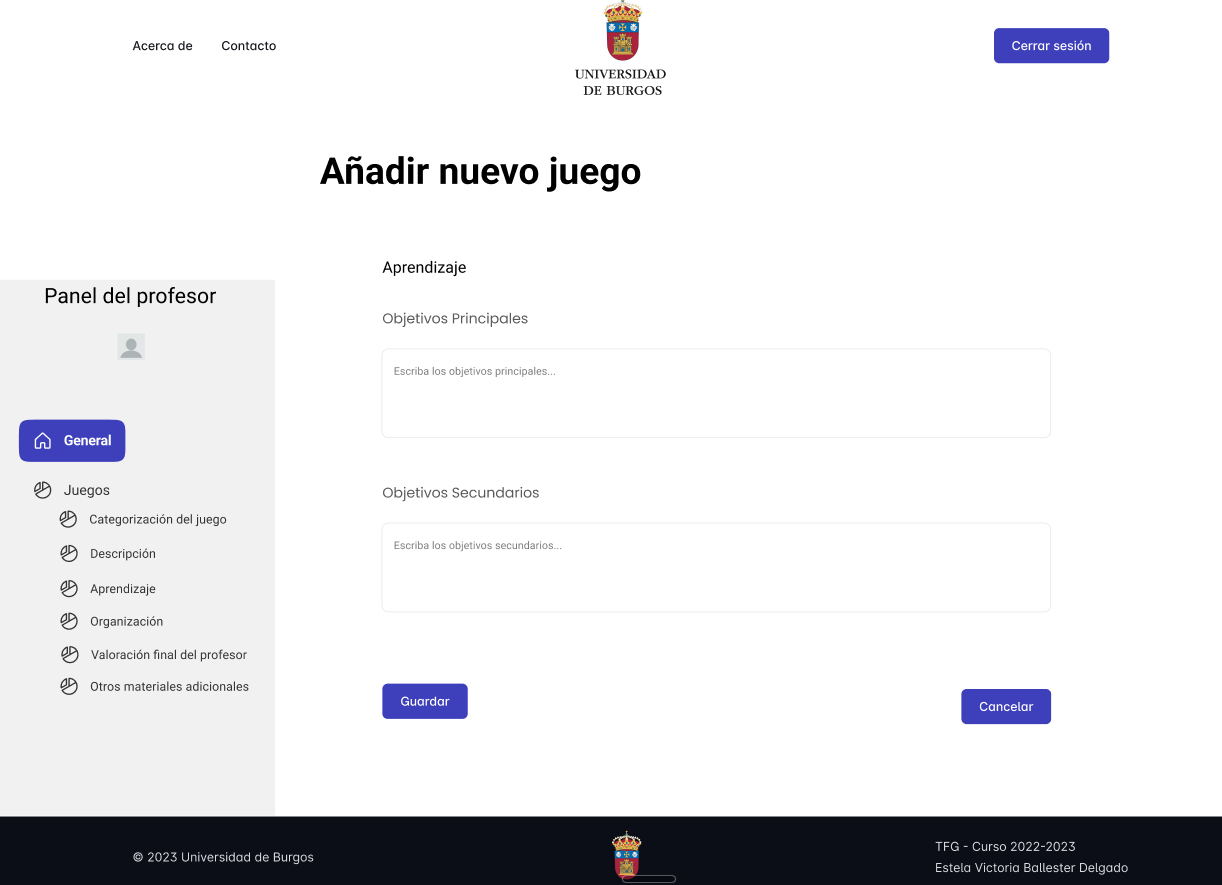 Acerca de
Contacto
UNIVERSIDAD
DE BURGOS
Cerrar sesión
Añadir nuevo juego
Panel del profesor
General
Juegos
Categorización del juego
Descripción
Aprendizaje
Organización
Valoración final del profesor
Otros materiales adicionales
Aprendizaje
Objetivos Principales
Escriba los objetivos principales...
Objetivos Secundarios
Escriba los objetivos secundarios...
Guardar
Cancelar
© 2023 Universidad de Burgos
TFG - Curso 2022-2023
Estela Victoria Ballester Delgado